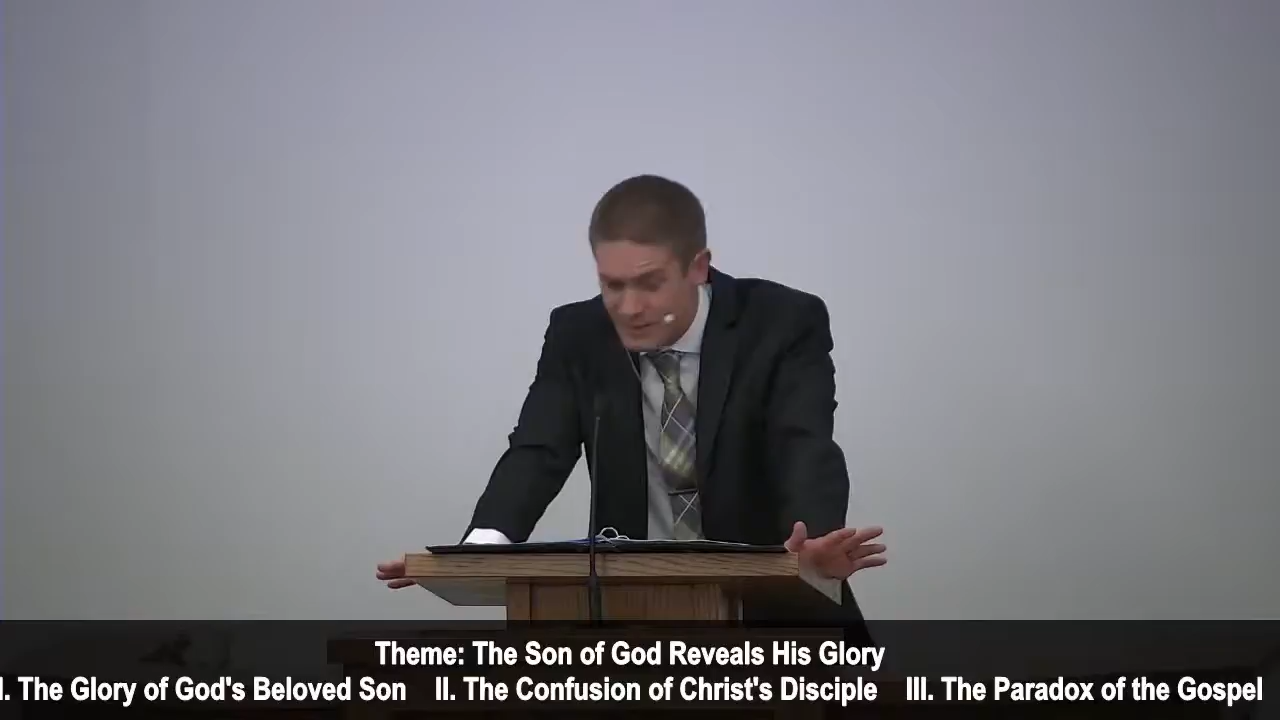 Theme: The Son of God Reveals His Glory
I. The Glory of God's Beloved Son II. The Confusion of Christ's Disciple III. The Paradox of the Gospel